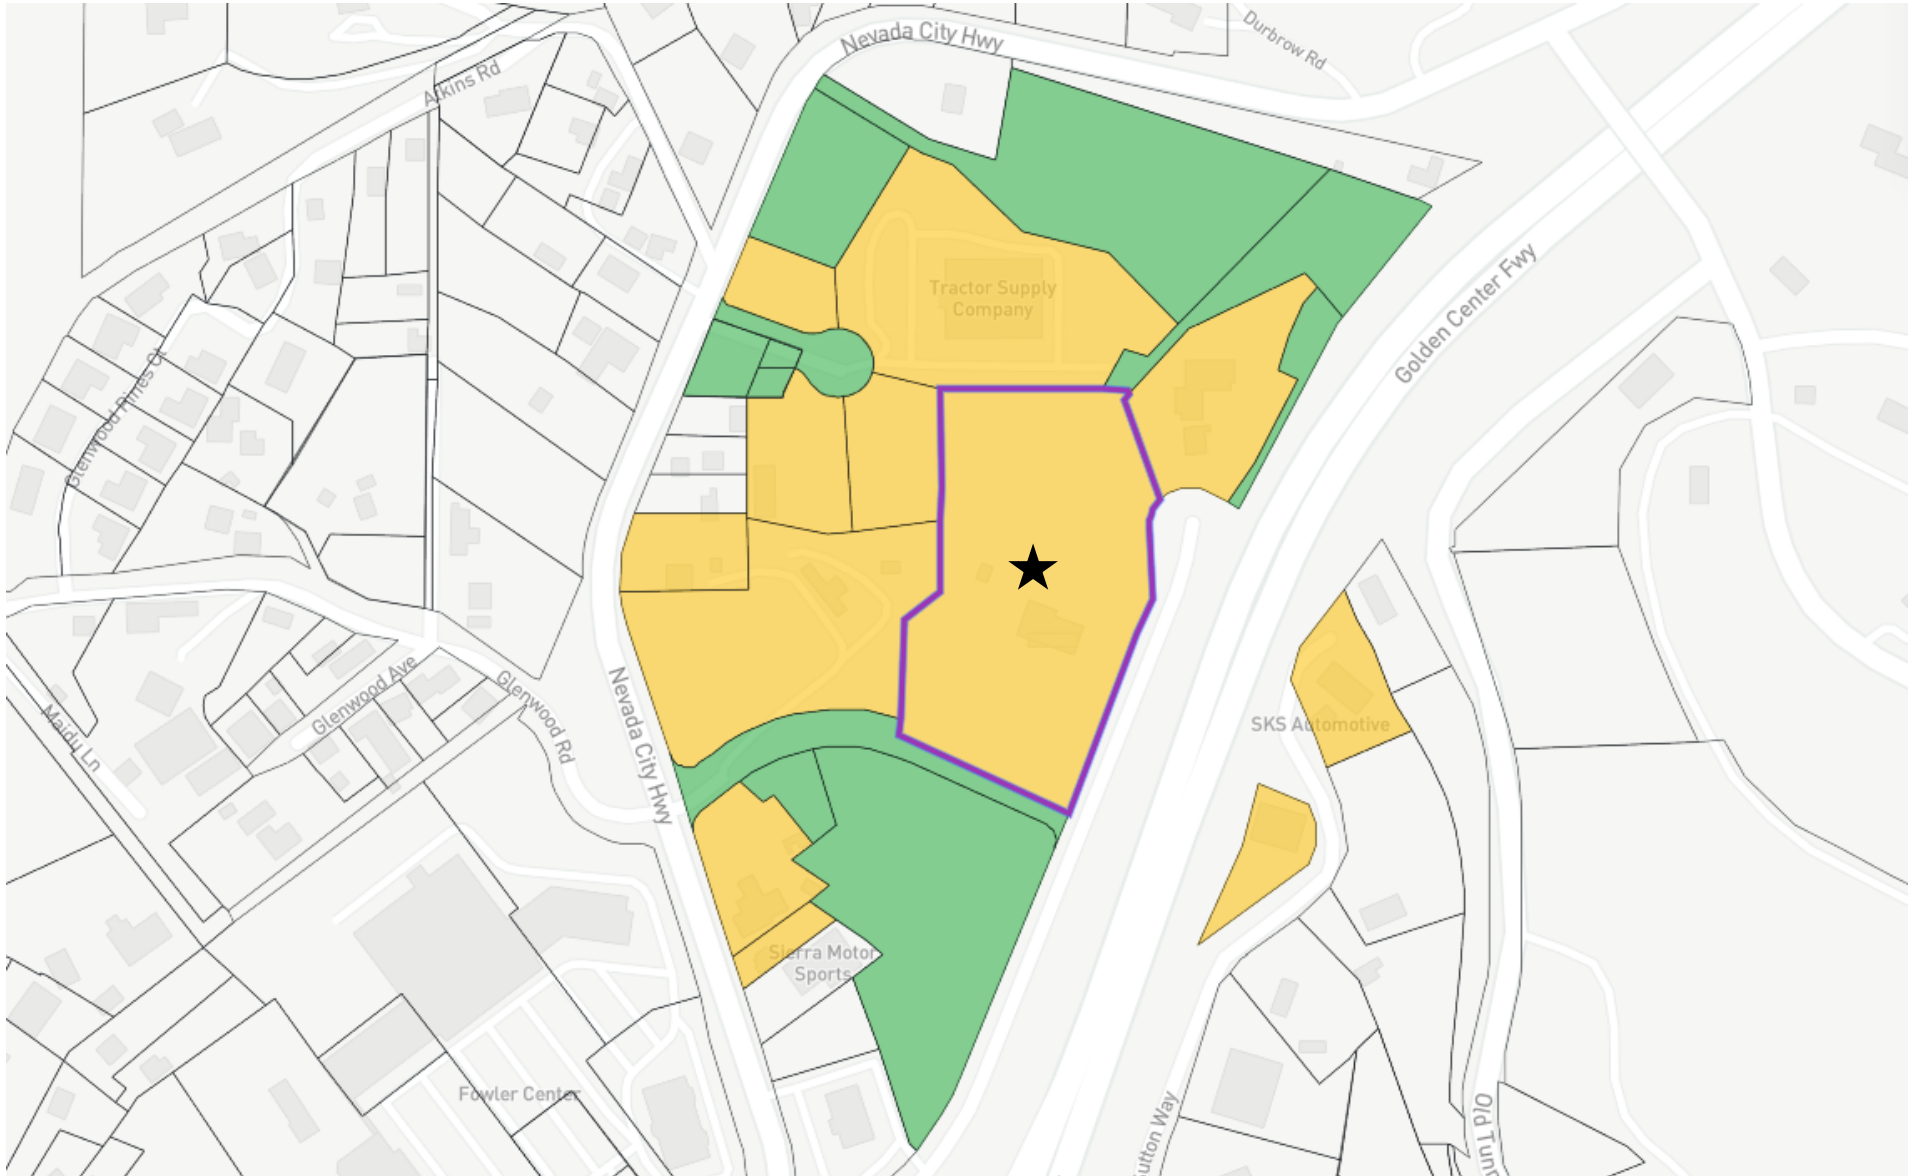 Nevada City Hwy
Durbrow Rd
Atkins Rd
Golden Center Fwy
Tractor Supply
Company
Glenwood Pines Ct
Glenwood Ave
Glenwood Rd
Maidu Ln
Nevada City Hwy
SKS Automotive
Sierra Motor
Sports
Fowler Center
utton Way
Old Tunn